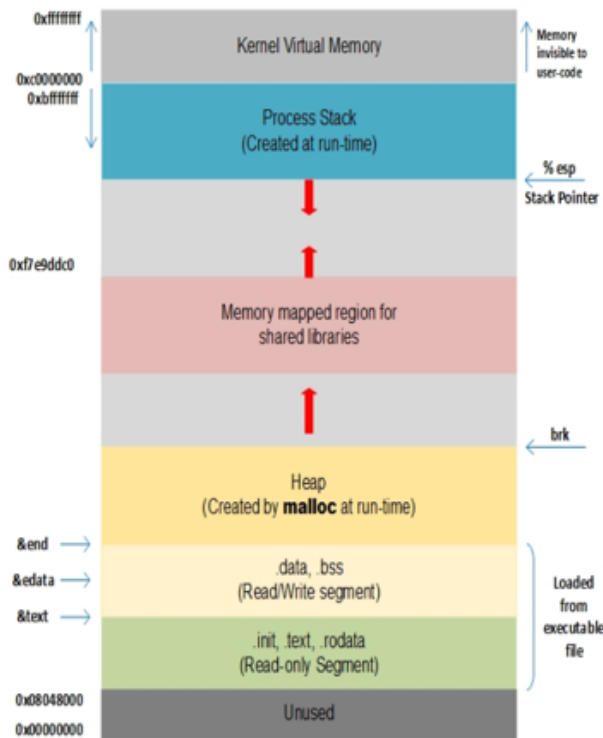 0xffffffff
Kernel Virtual Memory
Memory
invisible to
user-code
0xc0000000
0xbfffffff
Process Stack
(Created at run-time)
% esp
Stack Pointer
0xf7e9ddc0
Memory mapped region for
shared libraries
brk
Heap
(Created by malloc at run-time)
&end
.data, .bss
(Read/Write segment)
&edata
Loaded
from
executable
file
&text
.init, .text, .rodata
(Read-only Segment)
0x08048000
Unused
0x00000000